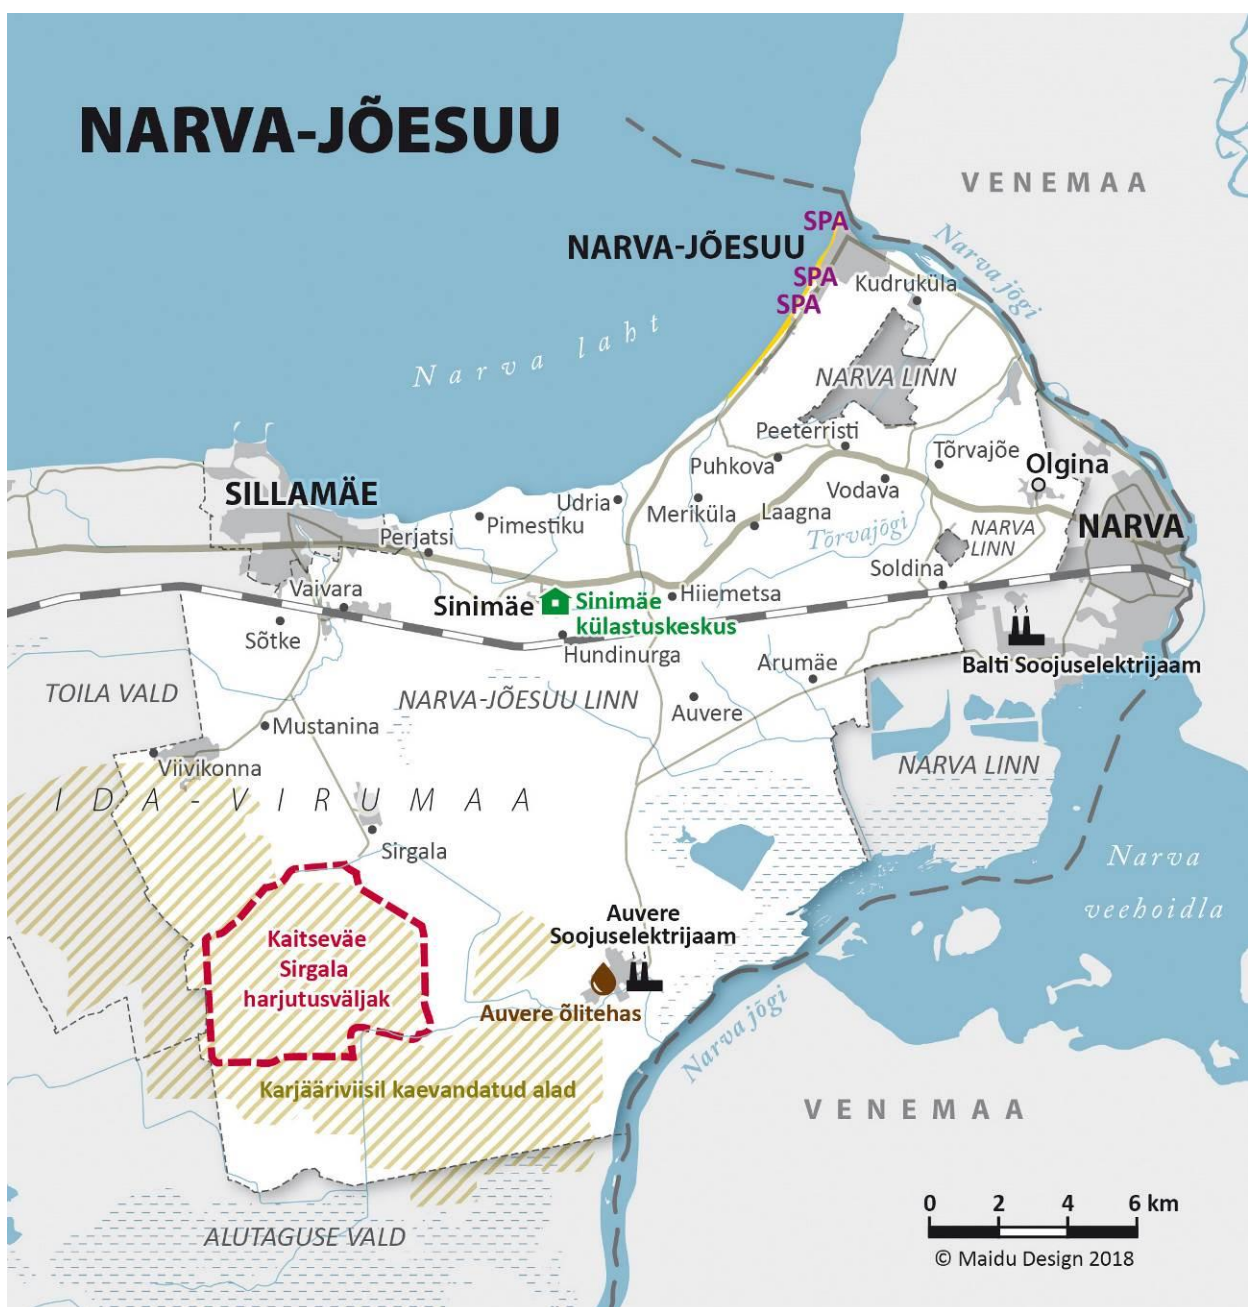 NARVA-JÕESUU
VENEMAA
SPA
NARVA-JÕESUU
Narva jõgi
SPA
Kudruküla
SPA
Narva laht
NARVA LINN
Peeterristi
Puhkova
Tõrvajõe
Olgina
SILLAMÄE
Udria
Meriküla
Vodava
Laagna
Pimestiku
Perjatsi
Tõrvajõgi
NARVA
LINN
NARVA
Soldina
Vaivara
Sinimäe
Sinimäe
külastuskeskus
Hiiemetsa
Sõtke
Hundinurga
Arumäe
Balti Soojuselektrijaam
TOILA VALD
NARVA-JÕESUU LINN
Auvere
Mustanina
Viivikonna
NARVA LINN
IDA-VIRUMAA
Sirgala
Narva
veehoidla
Auvere
Soojuselektrijaam
Kaitseväe
Sirgala
harjutusväljak
Auvere õlitehas
Narva jõgi
Karjääriviisil kaevandatud alad
VENEMAA
ALUTAGUSE VALD
0 2 4 6 km
© Maidu Design 2018